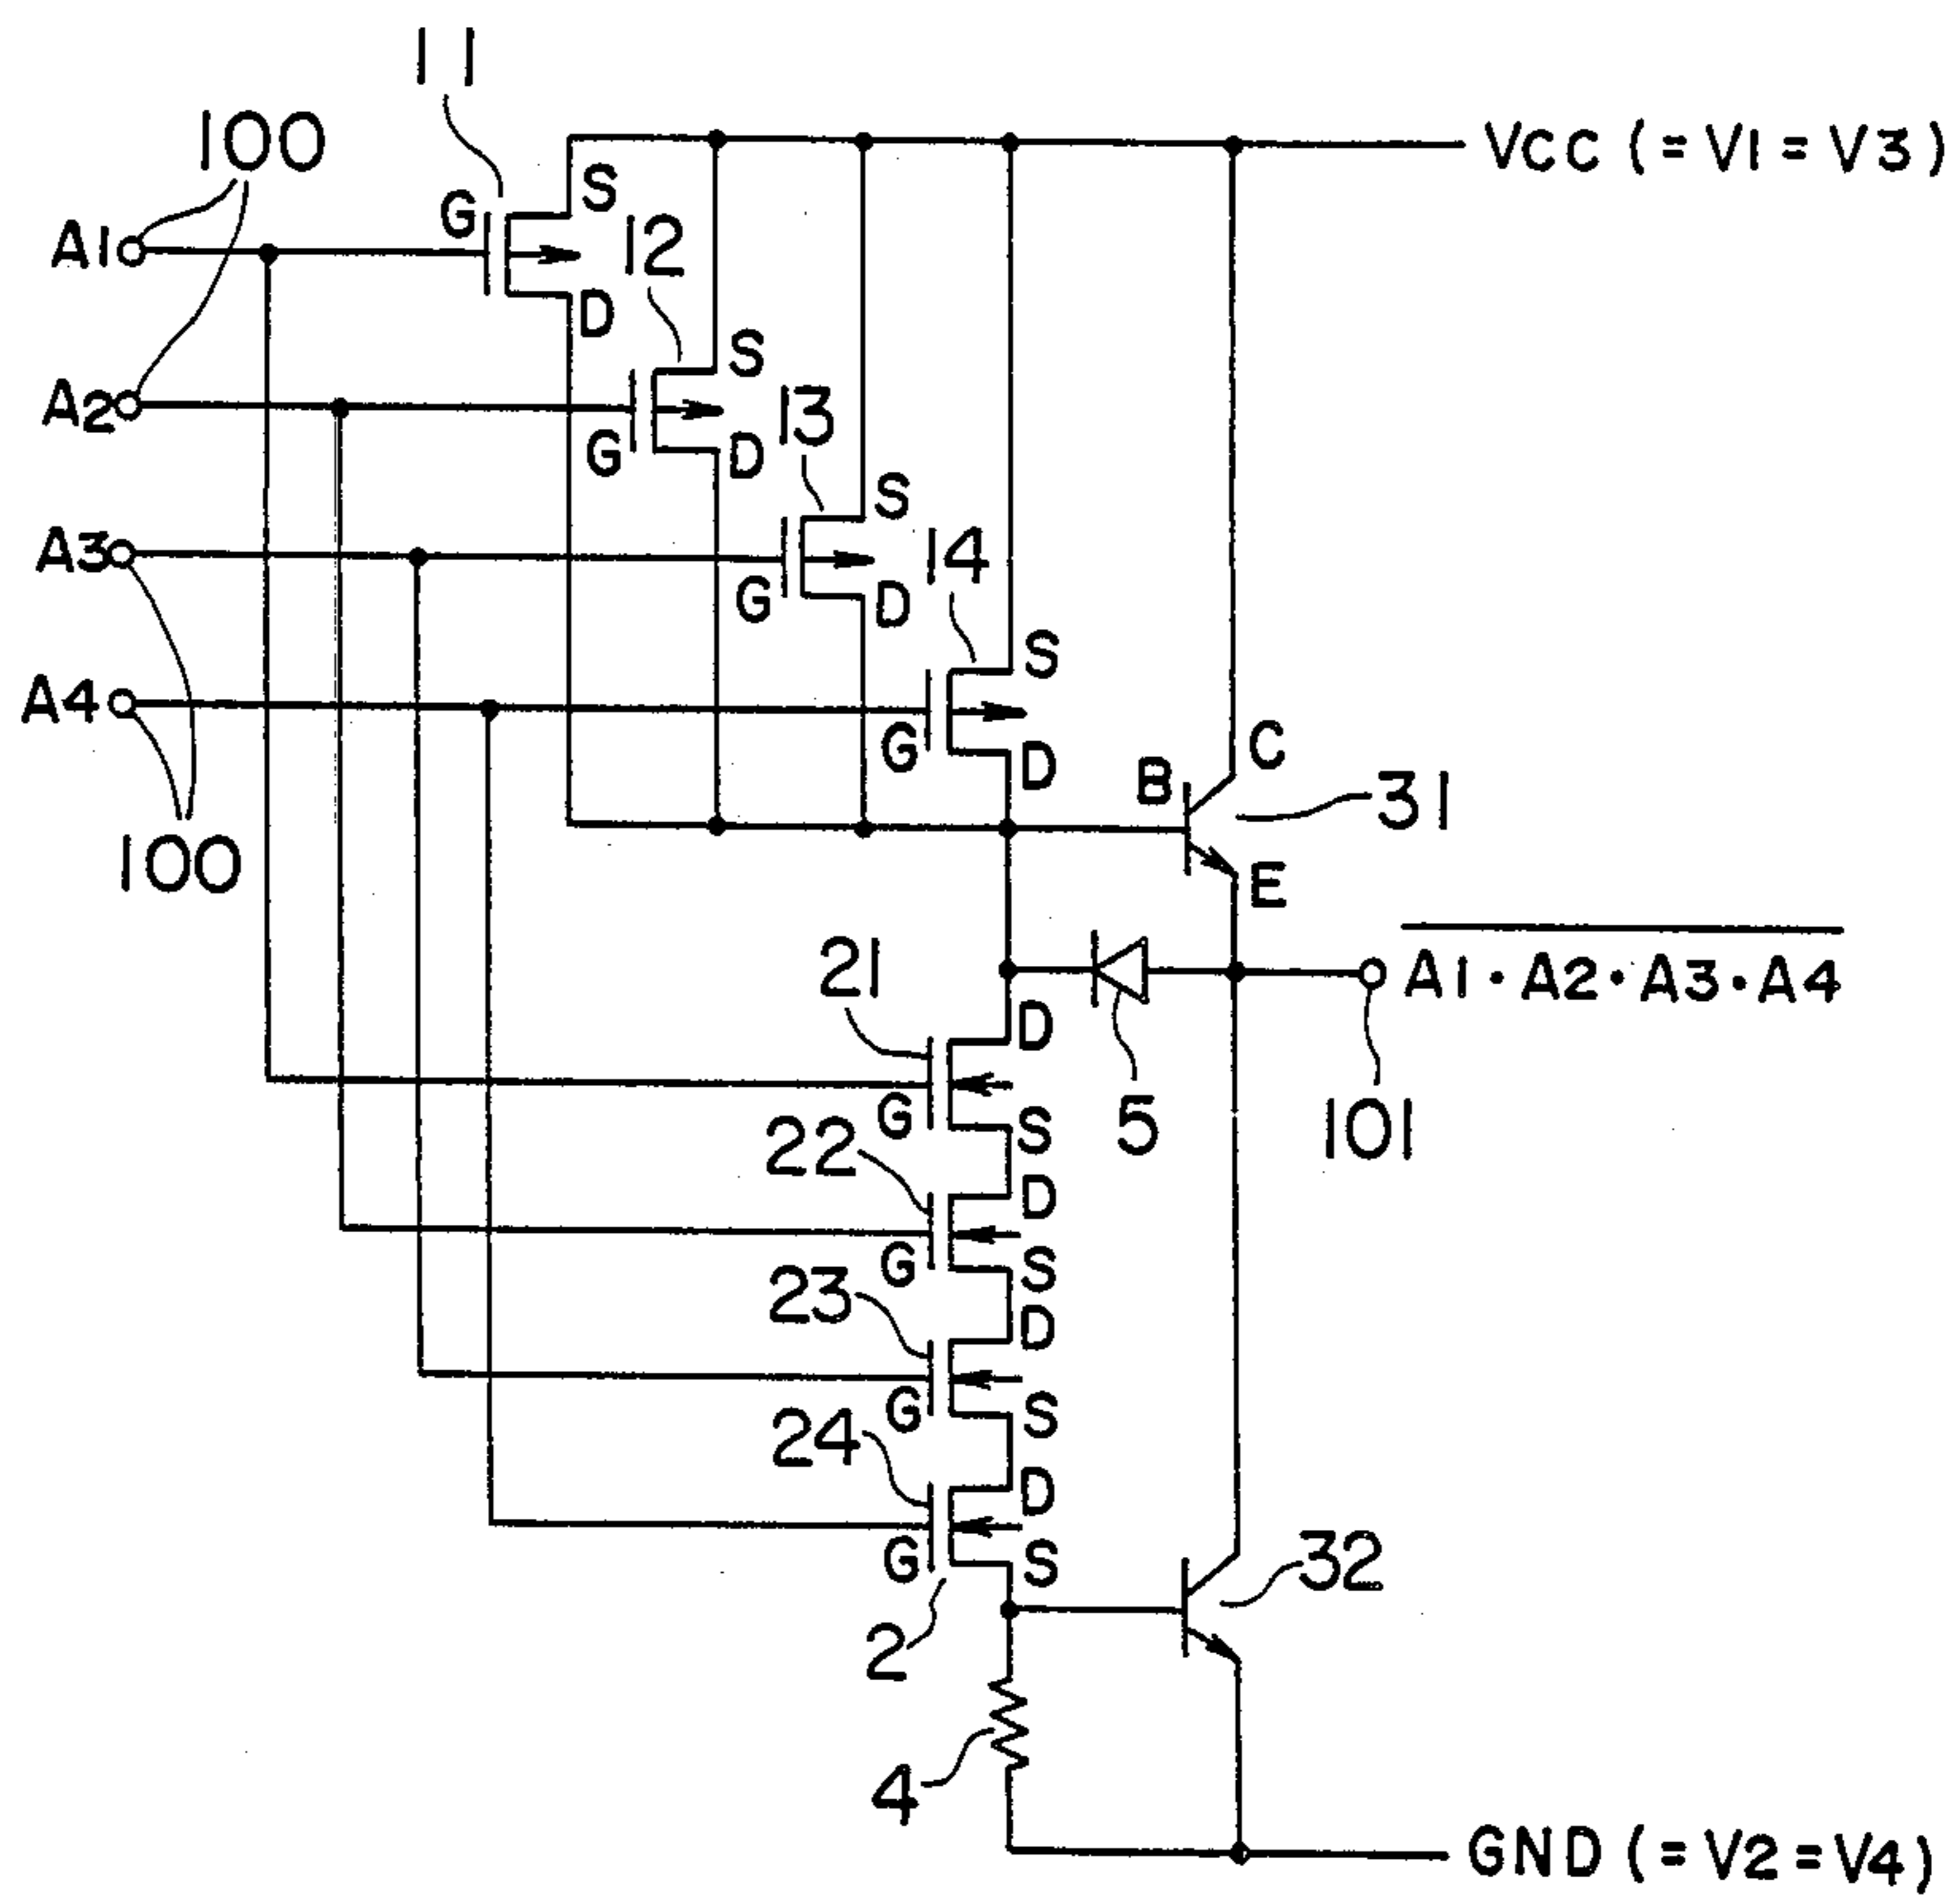 11
100
VCC (= V1 = V3)
S
G
A1
12
D
S
A2
13
G
D
S
A3
14
G
D
S
A4
G
D
C
B
31
100
E
21
A1 · A2 · A3 · A4
D
G
S
5
101
22
D
G
S
23
D
G
S
24
D
G
S
32
2
4
GND (= V2 = V4)